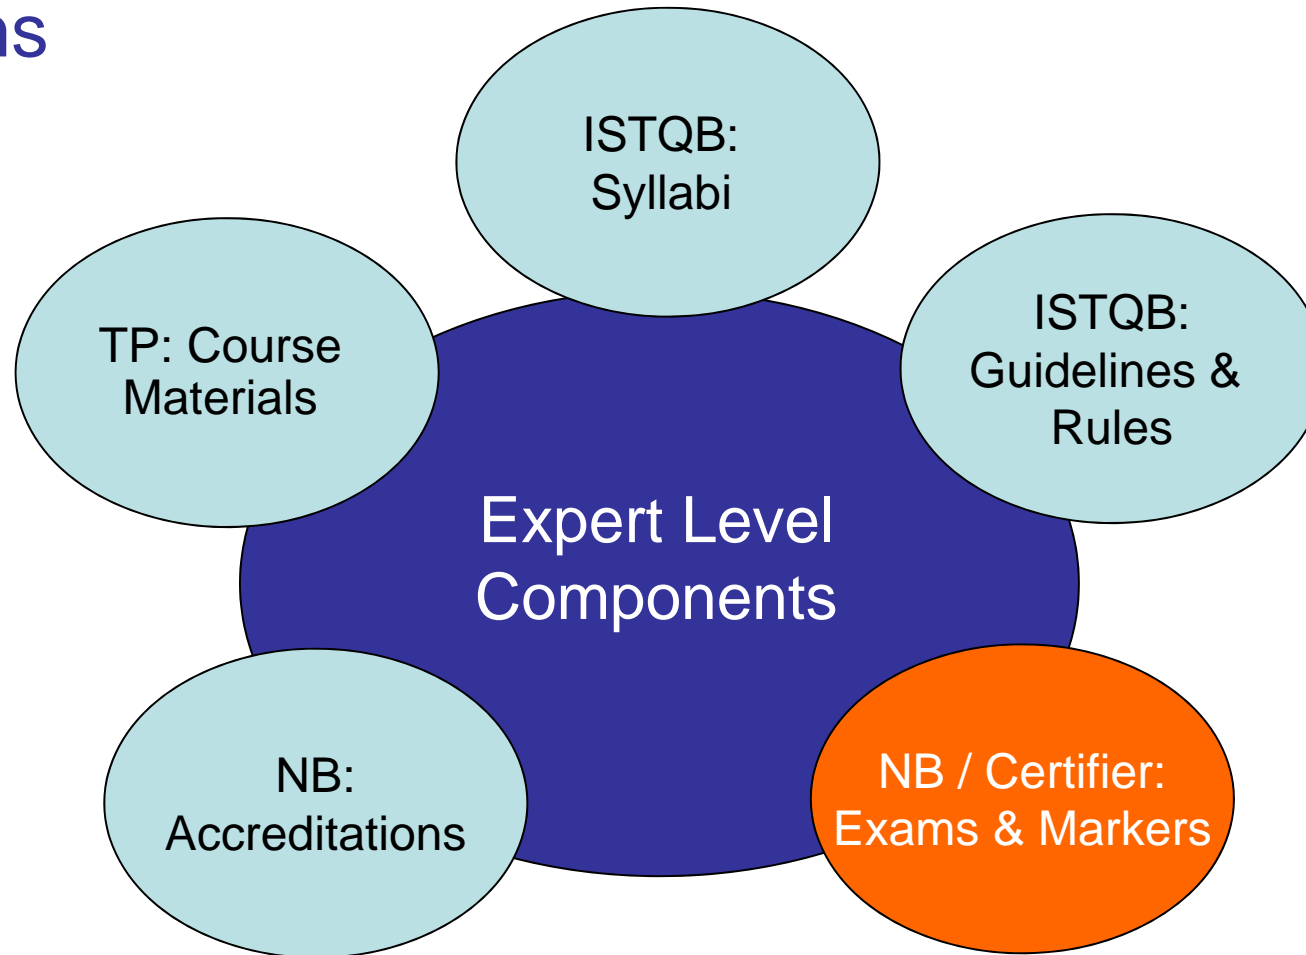 ISTQB:
Syllabi
TP: Course
Materials
ISTQB:
Guidelines &
Rules
Expert Level
Components
NB:
Accreditations
NB / Certifier:
Exams & Markers